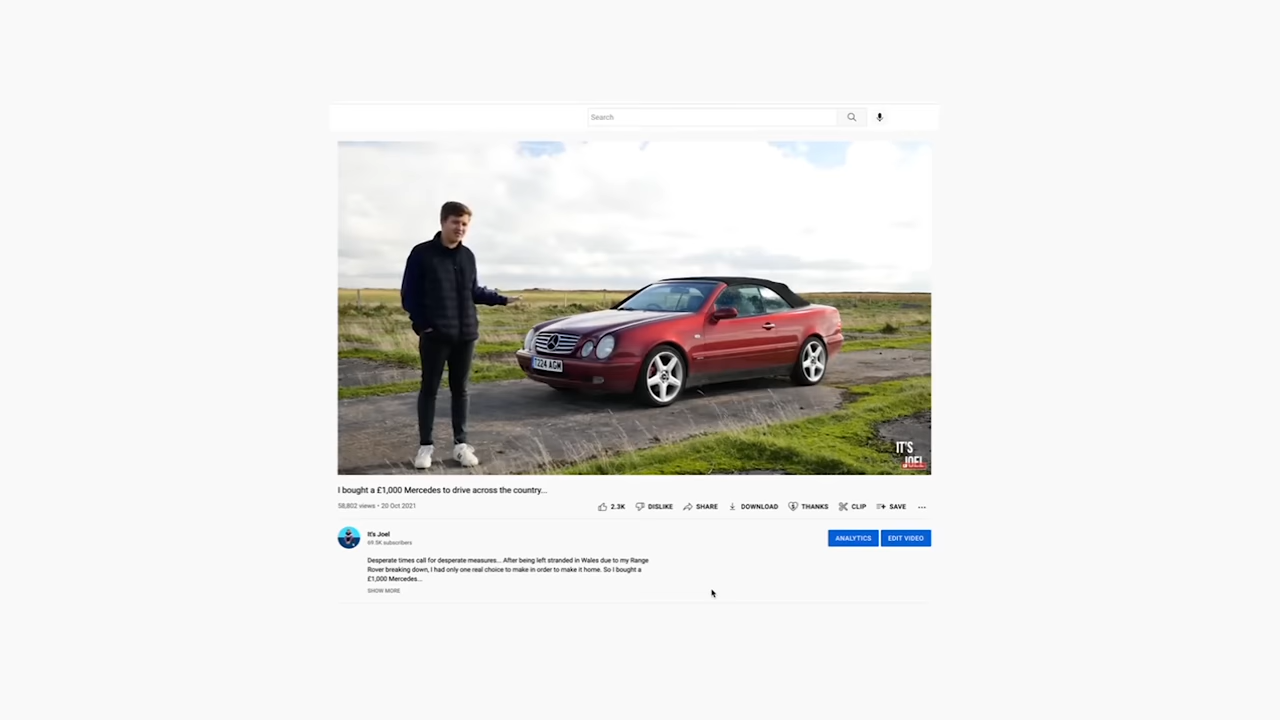 Search
T224 AGM
IT'S
JOEL
I bought a £1,000 Mercedes to drive across the country...
58,802 views • 20 Oct 2021
2.3K DISLIKE SHARE DOWNLOAD THANKS CLIP SAVE ...
It's Joel
69.5K subscribers
ANALYTICS EDIT VIDEO
Desperate times call for desperate measures... After being left stranded in Wales due to my Range
Rover breaking down, I had only one real choice to make in order to make it home. So I bought a
£1,000 Mercedes...
SHOW MORE